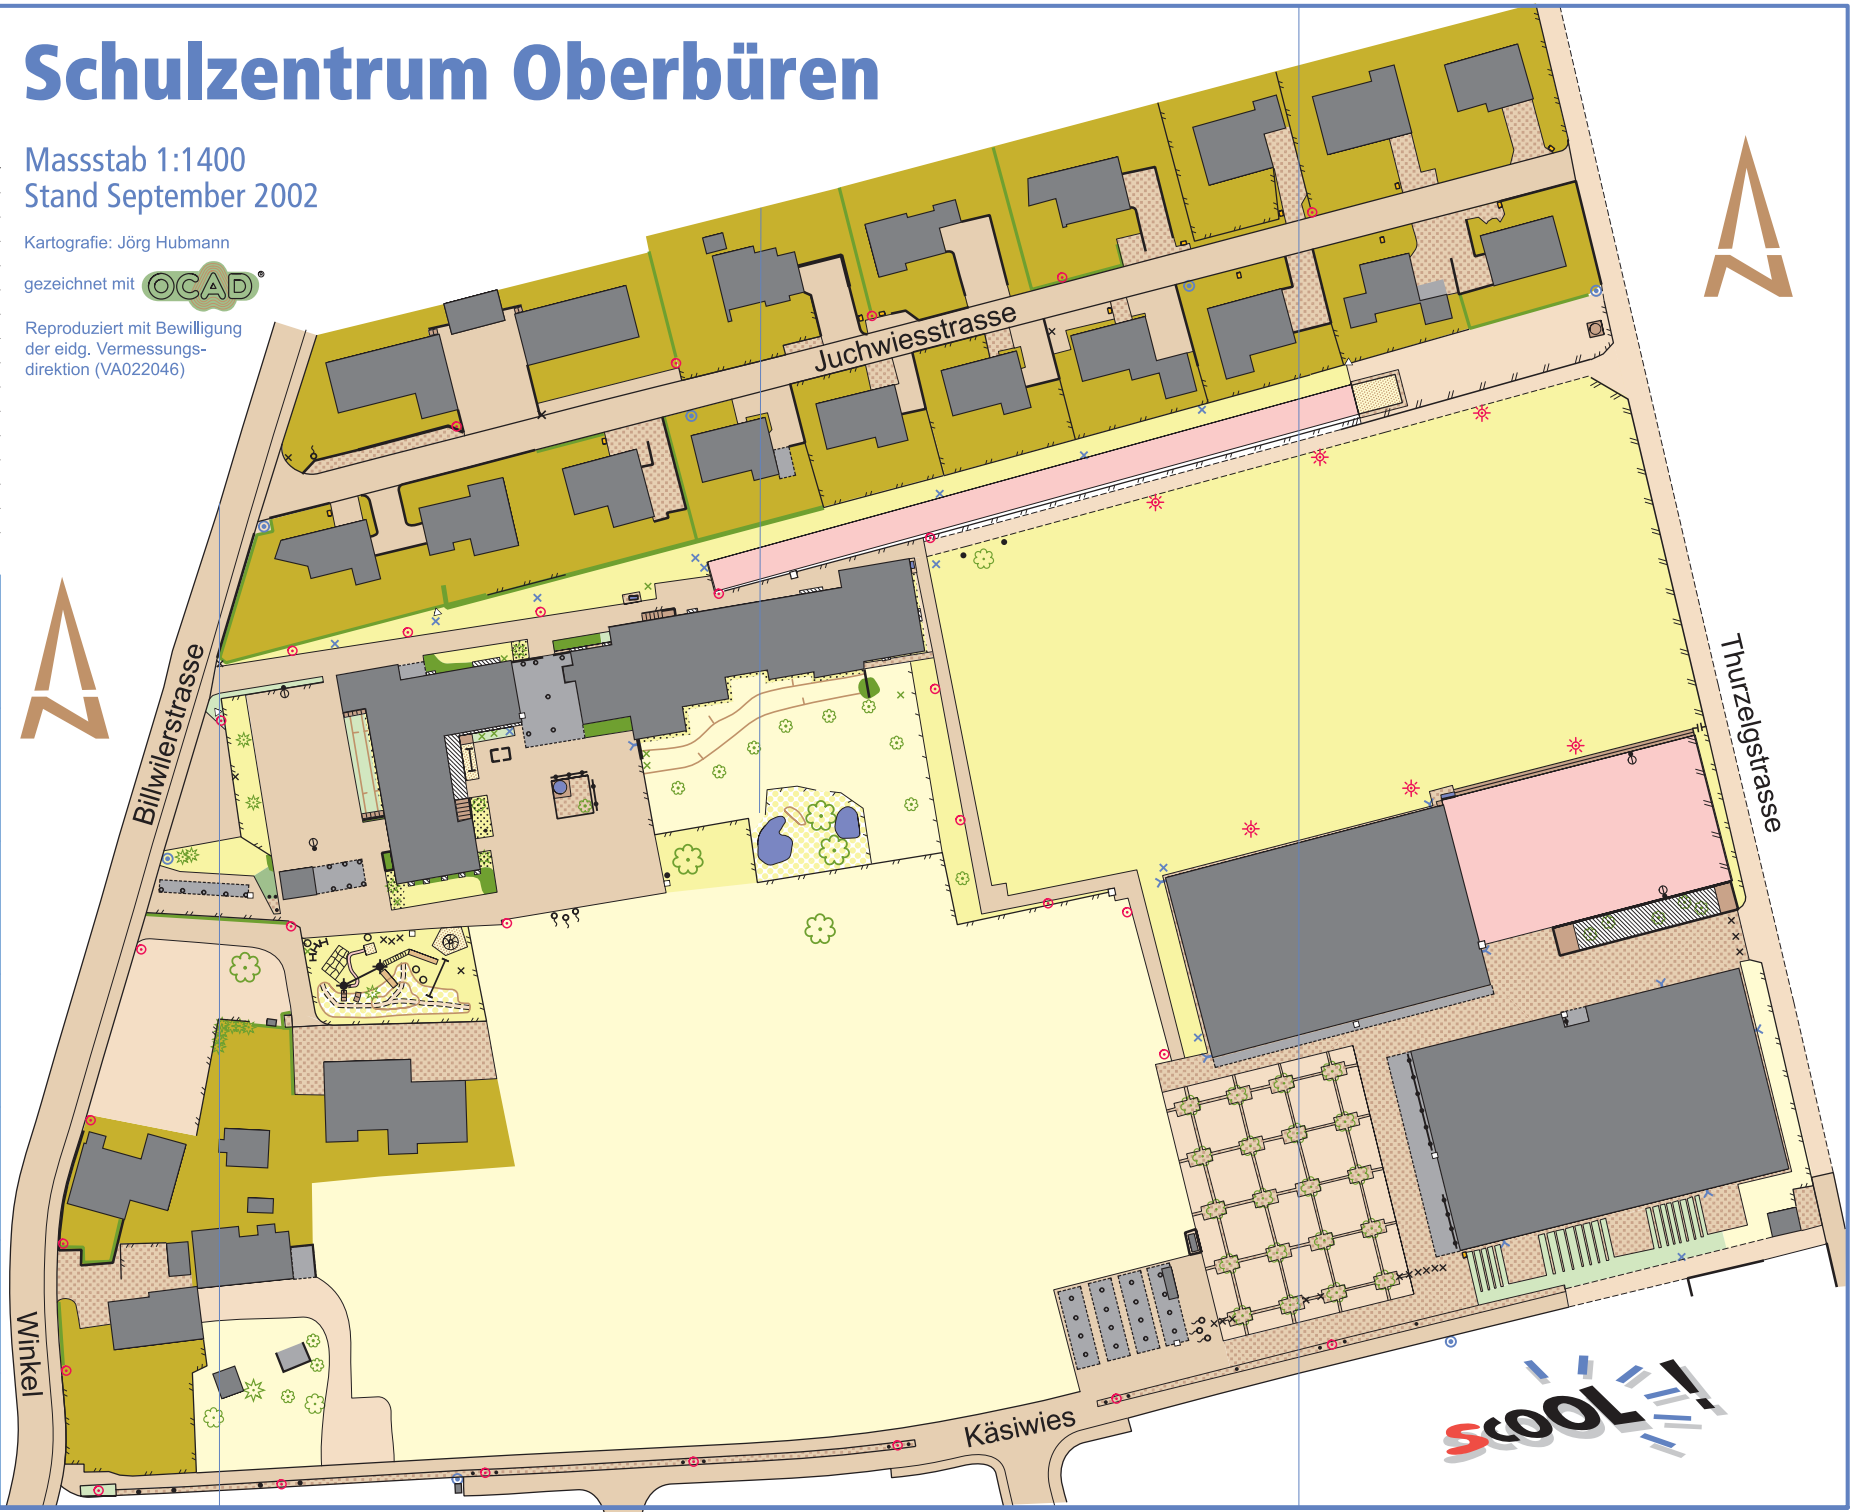 Schulzentrum Oberbüren
Massstab 1:1400
Stand September 2002
Kartografie: Jörg Hubmann
gezeichnet mit OCAD®
Reproduziert mit Bewilligung
der eidg. Vermessungs-
direktion (VA022046)
Juchwiesstrasse
Billwilerstrasse
Thurzelgstrasse
Winkel
Käsiwies
sCOOL!